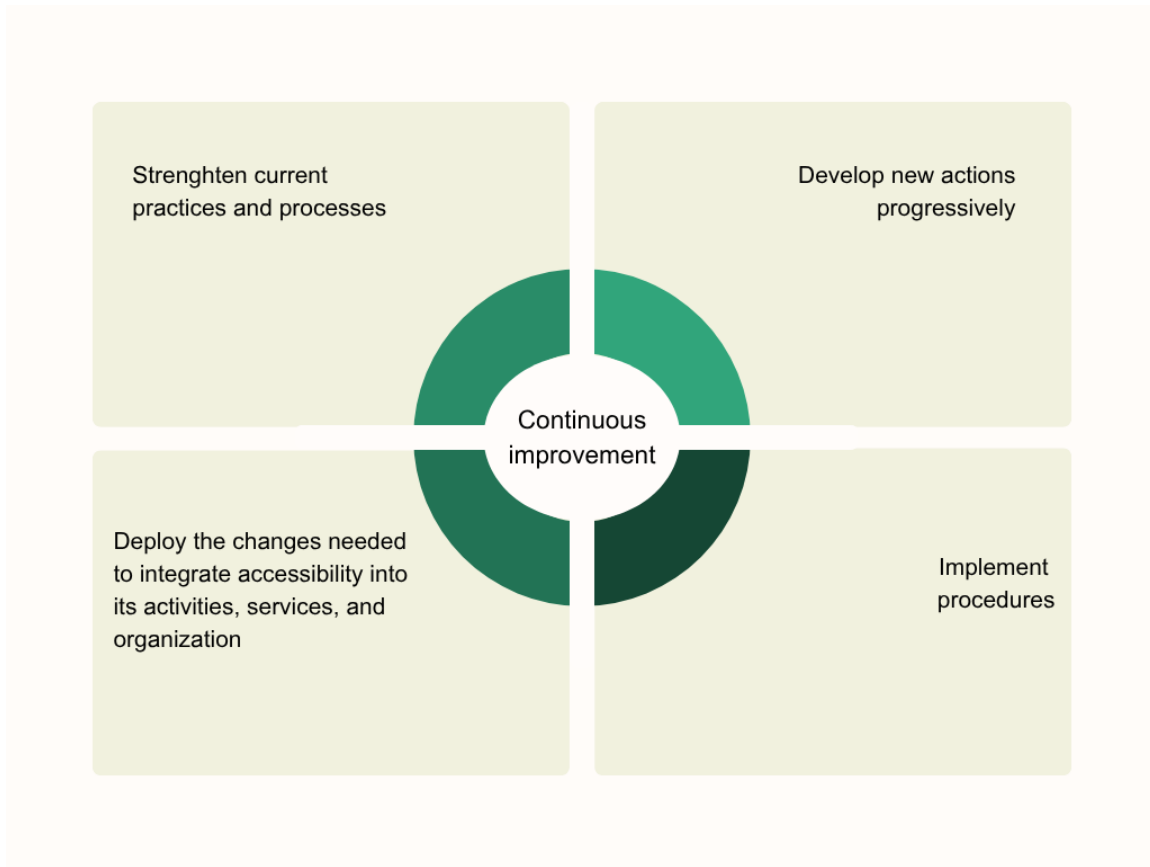 Strenghten current
practices and processes
Develop new actions
progressively
Continuous
improvement
Deploy the changes needed
to integrate accessibility into
its activities, services, and
organization
Implement
procedures